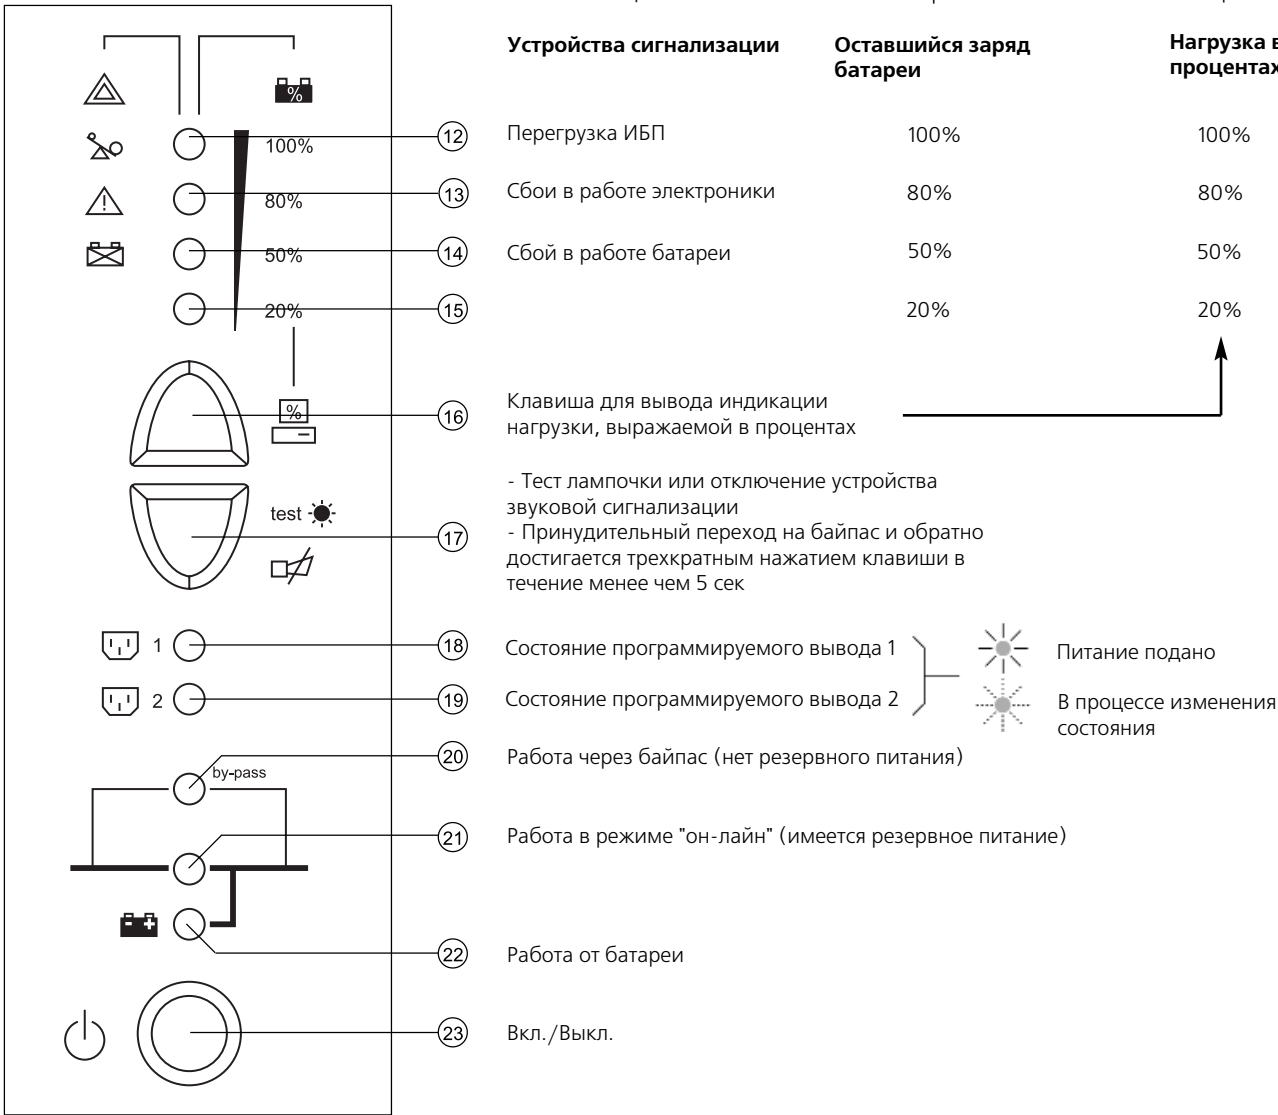 Устройства сигнализации
Оставшийся заряд
батареи
Нагрузка в
процентах
%
100%
12
Перегрузка ИБП
100%
100%
80%
13
Сбои в работе электроники
80%
80%
50%
14
Сбой в работе батареи
50%
50%
20%
15
20%
20%
%
16
Клавиша для вывода индикации
нагрузки, выражаемой в процентах
test
17
- Тест лампочки или отключение устройства
звуковой сигнализации
- Принудительный переход на байпас и обратно
достигается трехкратным нажатием клавиши в
течение менее чем 5 сек
1
18
Состояние программируемого вывода 1
Питание подано
2
19
Состояние программируемого вывода 2
В процессе изменения
состояния
by-pass
20
Работа через байпас (нет резервного питания)
21
Работа в режиме "он-лайн" (имеется резервное питание)
22
Работа от батареи
23
Вкл./Выкл.